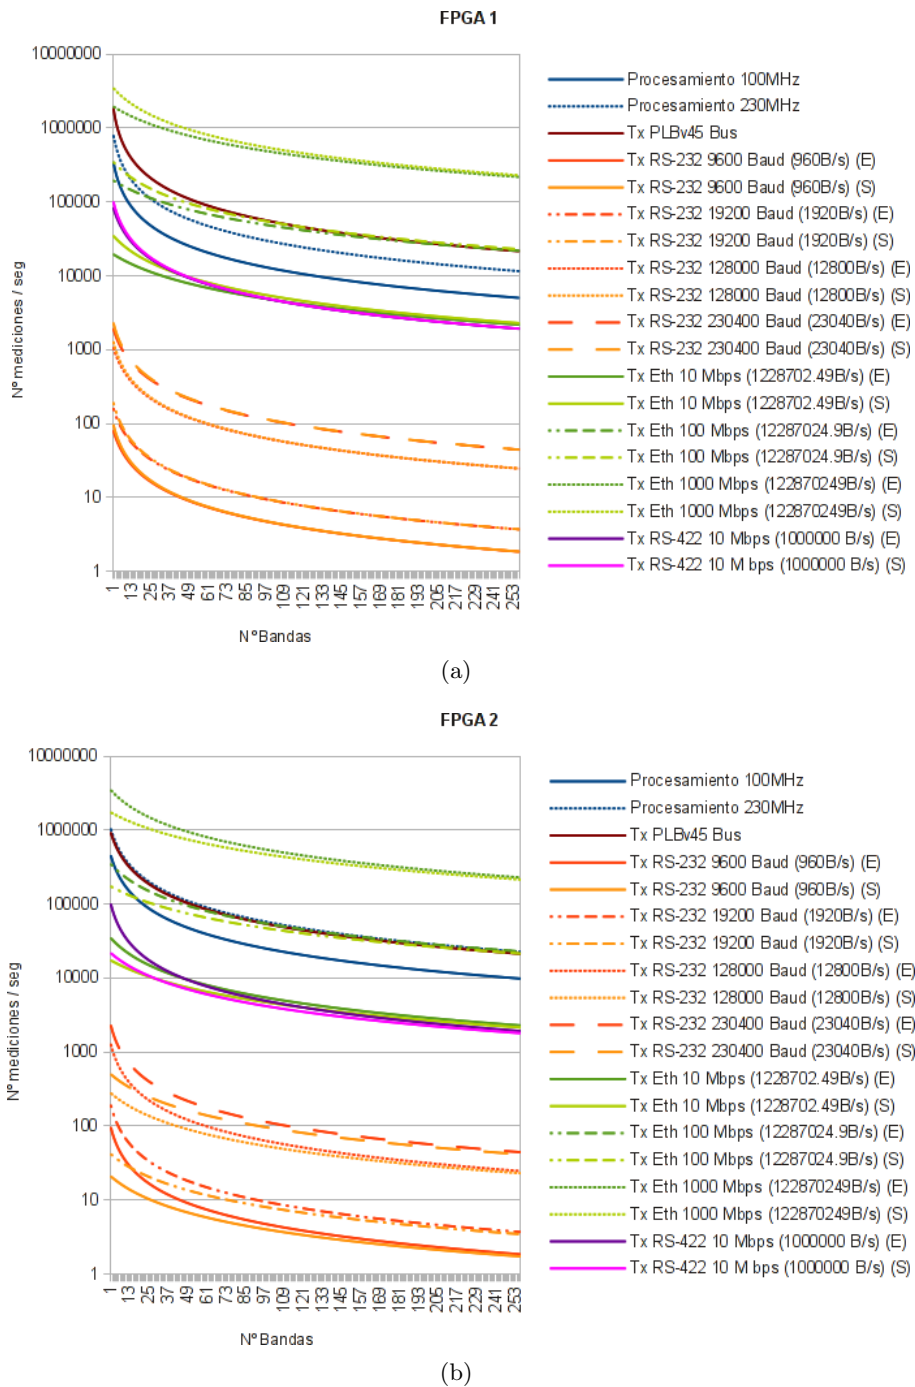 FPGA 1
10000000
1000000
100000
10000
1000
100
10
1
Nº mediciones / seg
1 13 25 37 49 61 73 85 97 109 121 133 145 157 169 181 193 205 217 229 241 253
Nº Bandas
Procesamiento 100MHz
Procesamiento 230MHz
Tx PLBv45 Bus
Tx RS-232 9600 Baud (960B/s) (E)
Tx RS-232 9600 Baud (960B/s) (S)
Tx RS-232 19200 Baud (1920B/s) (E)
Tx RS-232 19200 Baud (1920B/s) (S)
Tx RS-232 128000 Baud (12800B/s) (E)
Tx RS-232 128000 Baud (12800B/s) (S)
Tx RS-232 230400 Baud (23040B/s) (E)
Tx RS-232 230400 Baud (23040B/s) (S)
Tx Eth 10 Mbps (1228702.49B/s) (E)
Tx Eth 10 Mbps (1228702.49B/s) (S)
Tx Eth 100 Mbps (12287024.9B/s) (E)
Tx Eth 100 Mbps (12287024.9B/s) (S)
Tx Eth 1000 Mbps (122870249B/s) (E)
Tx Eth 1000 Mbps (122870249B/s) (S)
Tx RS-422 10 Mbps (1000000 B/s) (E)
Tx RS-422 10 M bps (1000000 B/s) (S)
(a)
FPGA 2
10000000
1000000
100000
10000
1000
100
10
1
Nº mediciones / seg
1 13 25 37 49 61 73 85 97 109 121 133 145 157 169 181 193 205 217 229 241 253
Nº Bandas
Procesamiento 100MHz
Procesamiento 230MHz
Tx PLBv45 Bus
Tx RS-232 9600 Baud (960B/s) (E)
Tx RS-232 9600 Baud (960B/s) (S)
Tx RS-232 19200 Baud (1920B/s) (E)
Tx RS-232 19200 Baud (1920B/s) (S)
Tx RS-232 128000 Baud (12800B/s) (E)
Tx RS-232 128000 Baud (12800B/s) (S)
Tx RS-232 230400 Baud (23040B/s) (E)
Tx RS-232 230400 Baud (23040B/s) (S)
Tx Eth 10 Mbps (1228702.49B/s) (E)
Tx Eth 10 Mbps (1228702.49B/s) (S)
Tx Eth 100 Mbps (12287024.9B/s) (E)
Tx Eth 100 Mbps (12287024.9B/s) (S)
Tx Eth 1000 Mbps (122870249B/s) (E)
Tx Eth 1000 Mbps (122870249B/s) (S)
Tx RS-422 10 Mbps (1000000 B/s) (E)
Tx RS-422 10 M bps (1000000 B/s) (S)
(b)